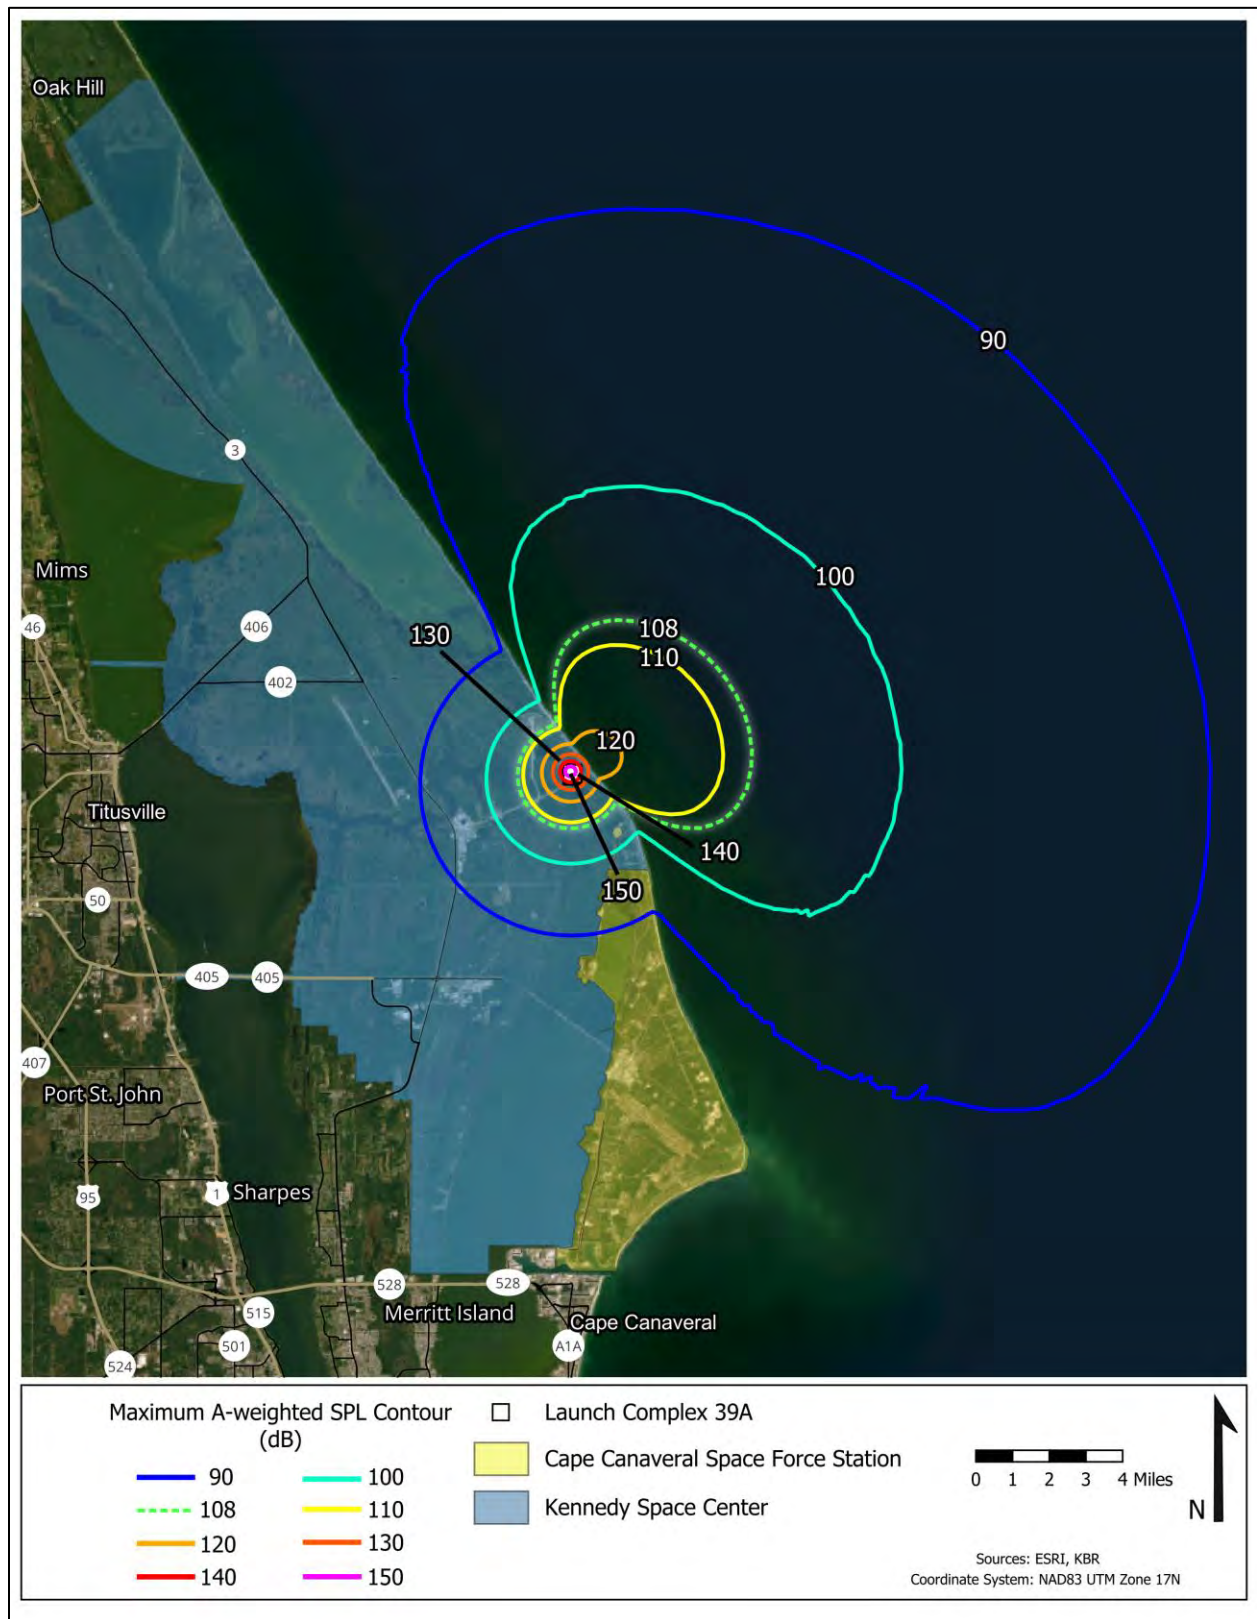 Oak Hill
90
3
100
Mims
46
406
130
108
110
402
120
Titusville
140
150
50
405
405
407
Port St. John
95
1
Sharpes
528
528
515
Merritt Island
Cape Canaveral
501
A1A
524
Maximum A-weighted SPL Contour
(dB)
90
100
108
110
120
130
140
150
Launch Complex 39A
Cape Canaveral Space Force Station
Kennedy Space Center
0 1 2 3 4 Miles
N
Sources: ESRI, KBR
Coordinate System: NAD83 UTM Zone 17N